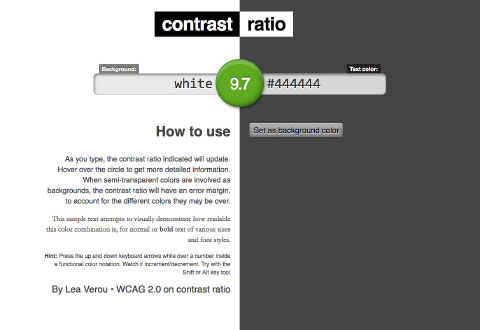 contrast ratio
Background:
Text color:
white 9.7 #444444
How to use
Set as background color
As you type, the contrast ratio indicated will update.
Hover over the circle to get more detailed information.
When semi-transparent colors are involved as
backgrounds, the contrast ratio will have an error margin,
to account for the different colors they may be over.
This sample text attempts to visually demonstrate how readable
this color combination is, for normal or bold text of various sizes
and font styles.
Hint: Press the up and down keyboard arrows while over a number inside
a functional color notation. Watch it increment/decrement. Try with the
Shift or Alt key too!
By Lea Verou • WCAG 2.0 on contrast ratio